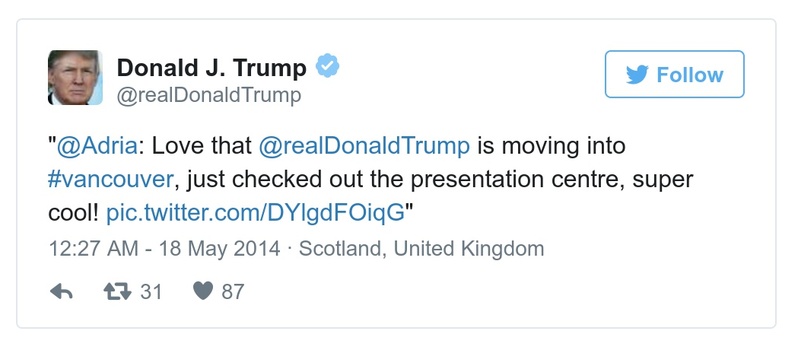 Donald J. Trump
@realDonaldTrump
Follow
"@Adria: Love that @realDonaldTrump is moving into
#vancouver, just checked out the presentation centre, super
cool! pic.twitter.com/DYlgdFOiqG"
12:27 AM - 18 May 2014 · Scotland, United Kingdom
31 87